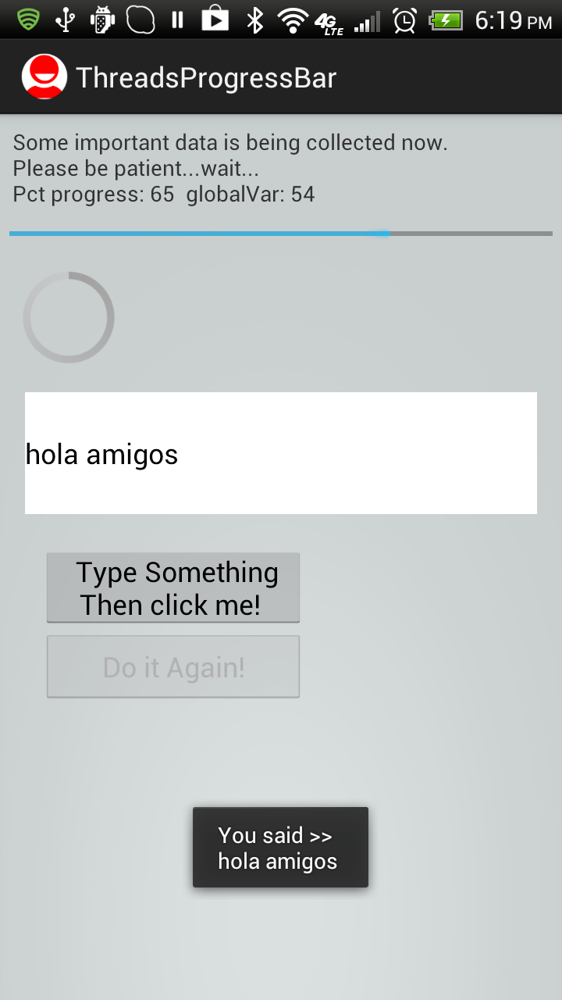 4G LTE 6:19 PM
ThreadsProgressBar
Some important data is being collected now.
Please be patient...wait...
Pct progress: 65  globalVar: 54
hola amigos
Type Something
Then click me!
Do it Again!
You said >>
hola amigos